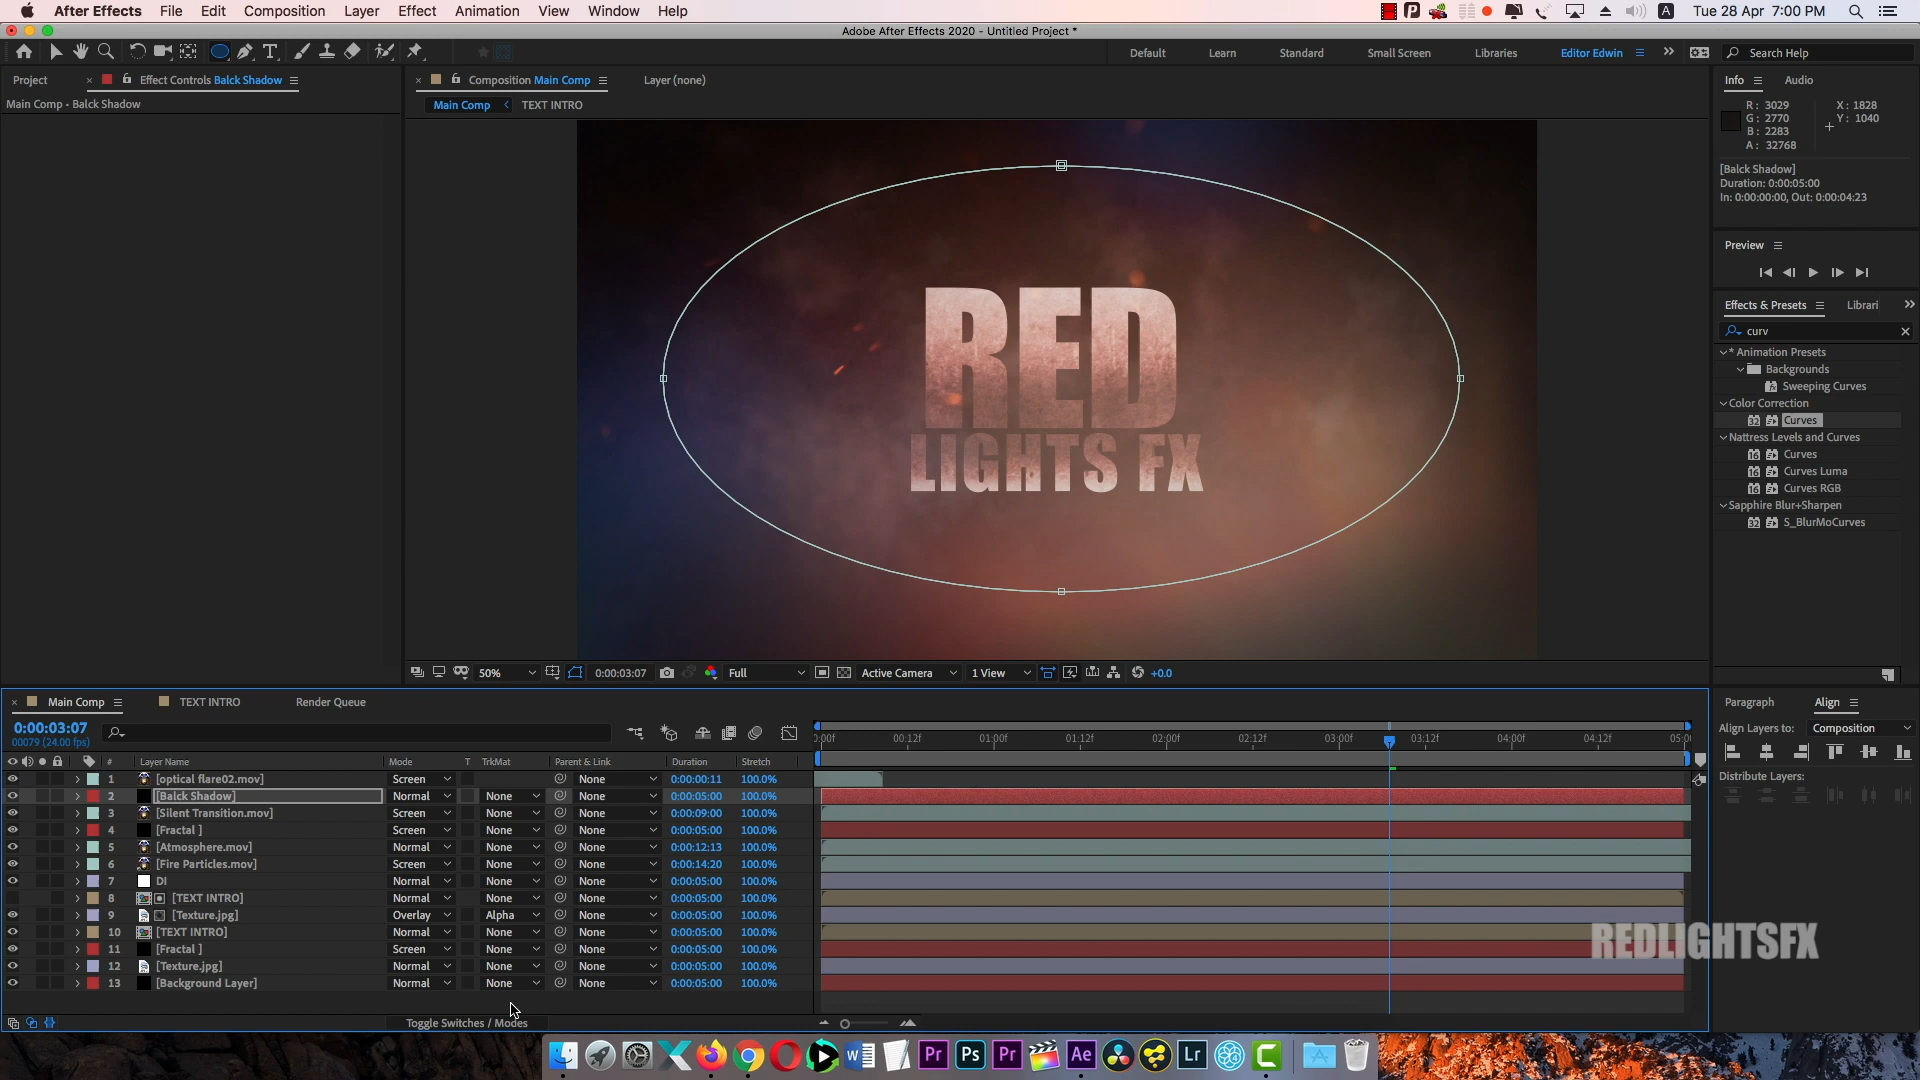 After Effects File Edit Composition Layer Effect Animation View Window Help A Tue 28 Apr 7:00 PM
Adobe After Effects 2020 - Untitled Project *
Default Learn Standard Small Screen Libraries Editor Edwin Search Help
Project Effect Controls Balck Shadow Composition Main Comp Layer (none) Info Audio
Main Comp • Balck Shadow Main Comp TEXT INTRO
R: 3029 X: 1828
G: 2770 Y: 1040
B: 2283
A: 32768
[Balck Shadow]
Duration: 0:00:05:00
In: 0:00:00:00, Out: 0:00:04:23
Preview
Effects & Presets Librari
curv
* Animation Presets
Backgrounds
Sweeping Curves
Color Correction
32 Curves
Nattress Levels and Curves
16 Curves
16 Curves Luma
16 Curves RGB
Sapphire Blur+Sharpen
32 S_BlurMoCurves
RED
LIGHTS FX
50% 0:00:03:07 Full Active Camera 1 View +0.0
Main Comp TEXT INTRO Render Queue Paragraph Align
0:00:03:07
00079 (24.00 fps)
Align Layers to: Composition
Distribute Layers:
:00f 00:12f 01:00f 01:12f 02:00f 02:12f 03:00f 03:12f 04:00f 04:12f 05:0
# Layer Name Mode T TrkMat Parent & Link Duration Stretch
1 [optical flare02.mov] Screen None 0:00:00:11 100.0%
2 [Balck Shadow] Normal None None 0:00:05:00 100.0%
3 [Silent Transition.mov] Screen None None 0:00:09:00 100.0%
4 [Fractal ] Screen None None 0:00:05:00 100.0%
5 [Atmosphere.mov] Normal None None 0:00:12:13 100.0%
6 [Fire Particles.mov] Screen None None 0:00:14:20 100.0%
7 DI Normal None None 0:00:05:00 100.0%
8 [TEXT INTRO] Normal None None 0:00:05:00 100.0%
9 [Texture.jpg] Overlay Alpha None 0:00:05:00 100.0%
10 [TEXT INTRO] Normal None None 0:00:05:00 100.0%
11 [Fractal ] Screen None None 0:00:05:00 100.0%
12 [Texture.jpg] Normal None None 0:00:05:00 100.0%
13 [Background Layer] Normal None None 0:00:05:00 100.0%
REDLIGHTSFX
Toggle Switches / Modes
W Pr Ps Pr Ae Lr C